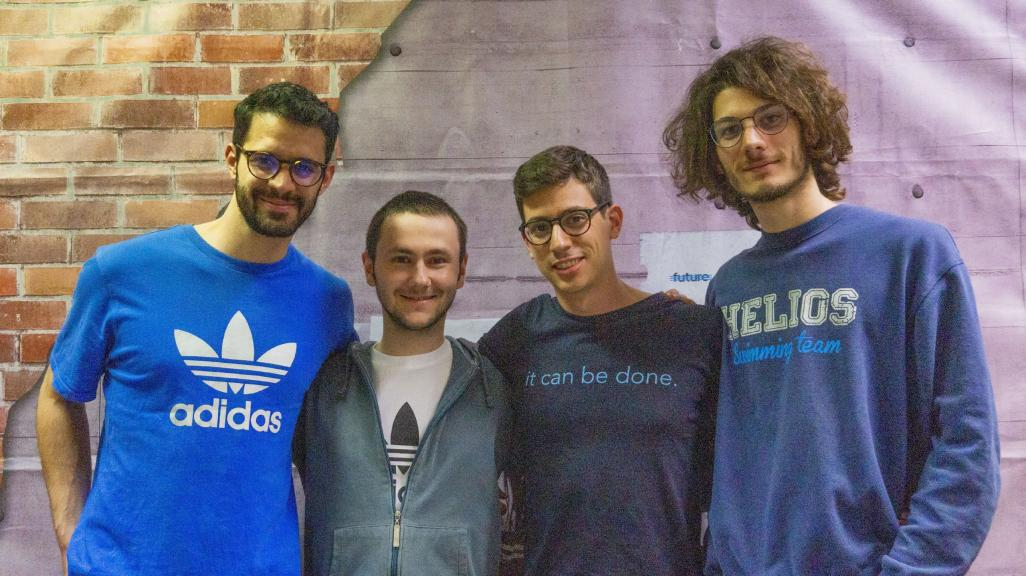 adidas
it can be done.
future
HELIOS
Swimming team